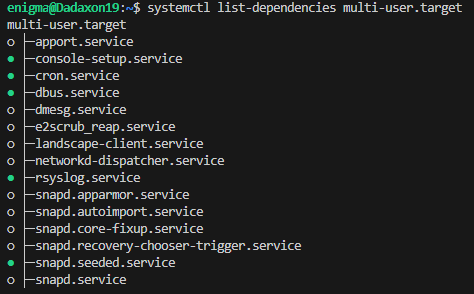 enigma@Dadaxon19:~$ systemctl list-dependencies multi-user.target
multi-user.target
○ ├─apport.service
● ├─console-setup.service
● ├─cron.service
● ├─dbus.service
○ ├─dmesg.service
○ ├─e2scrub_reap.service
○ ├─landscape-client.service
○ ├─networkd-dispatcher.service
● ├─rsyslog.service
○ ├─snapd.apparmor.service
○ ├─snapd.autoimport.service
○ ├─snapd.core-fixup.service
○ ├─snapd.recovery-chooser-trigger.service
● ├─snapd.seeded.service
○ ├─snapd.service